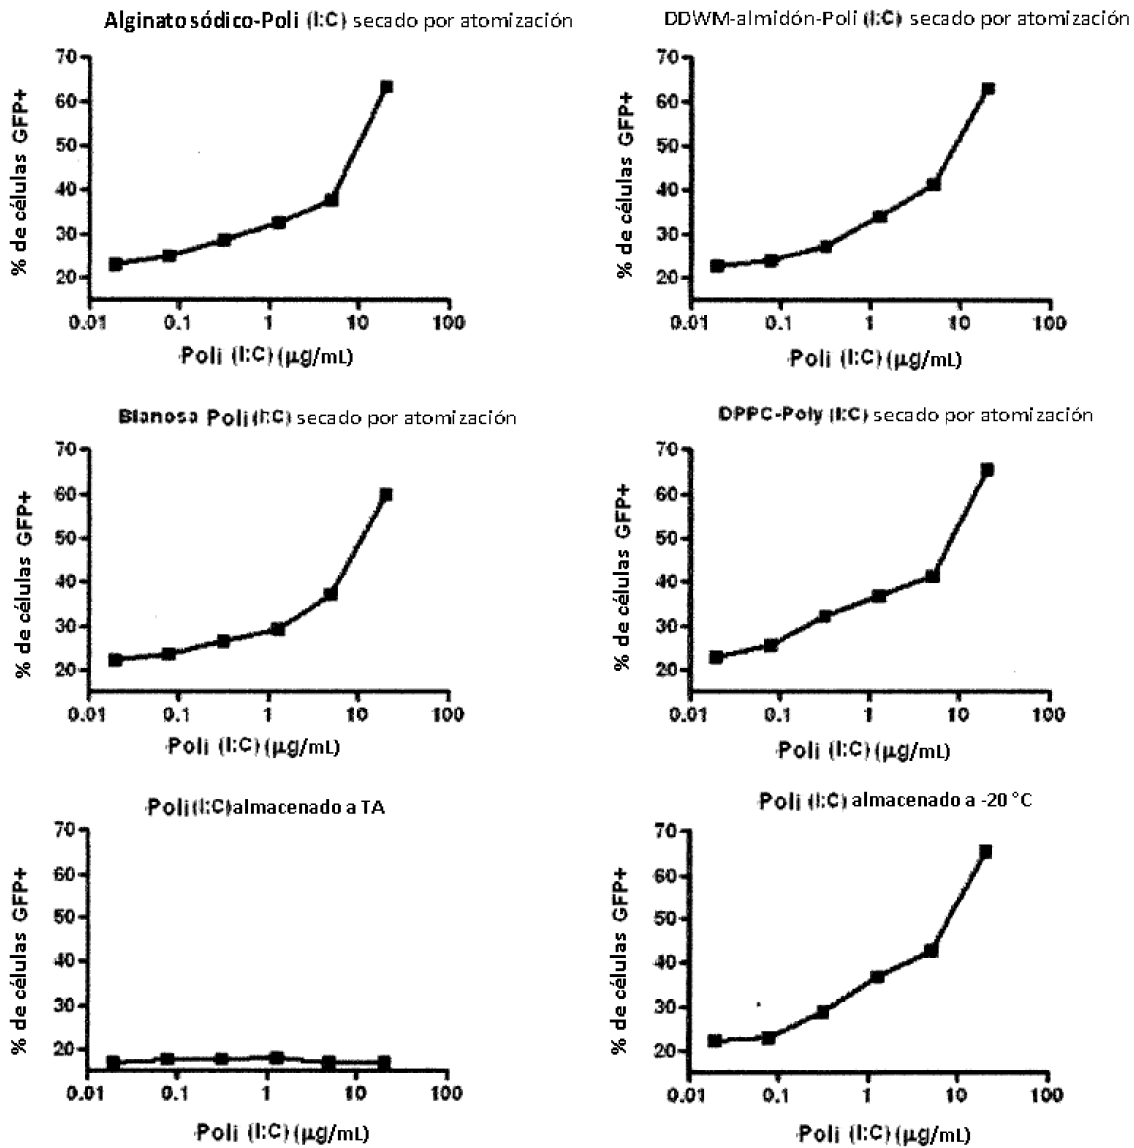 Alginato sódico-Poli (I:C) secado por atomización
% de células GFP+
70
60
50
40
30
20
0.01 0.1 1 10 100
Poli (I:C) (µg/mL)
DDWM-almidón-Poli (I:C) secado por atomización
% de células GFP+
70
60
50
40
30
20
0.01 0.1 1 10 100
Poli (I:C) (µg/mL)
Blanosa Poli (I:C) secado por atomización
% de células GFP+
70
60
50
40
30
20
0.01 0.1 1 10 100
Poli (I:C) (µg/mL)
DPPC-Poly (I:C) secado por atomización
% de células GFP+
70
60
50
40
30
20
0.01 0.1 1 10 100
Poli (I:C) (µg/mL)
Poli(I:C)almacenado a TA
% de células GFP+
70
60
50
40
30
20
0.01 0.1 1 10 100
Poli (I:C) (µg/mL)
Poli (I:C) almacenado a -20 °C
% de células GFP+
70
60
50
40
30
20
0.01 0.1 1 10 100
Poli (I:C) (µg/mL)